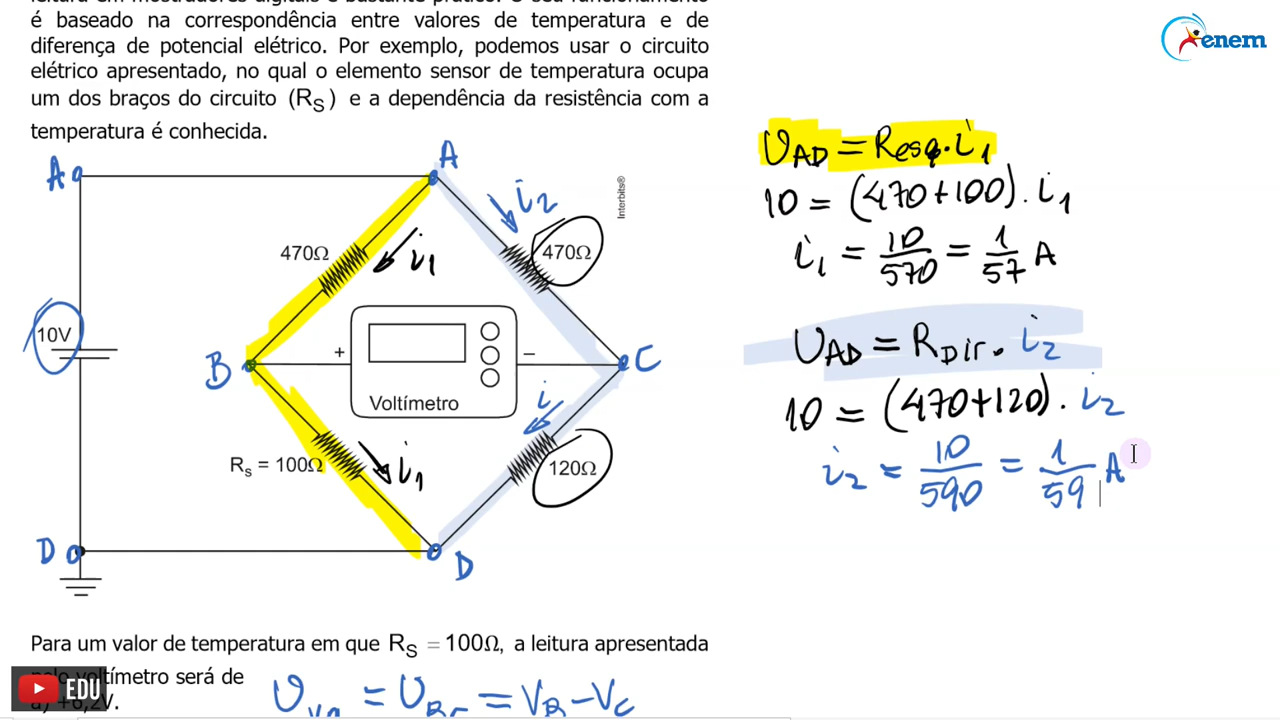 leitura em mostradores digitais é bastante prático. O seu funcionamento
é baseado na correspondência entre valores de temperatura e de
diferença de potencial elétrico. Por exemplo, podemos usar o circuito
elétrico apresentado, no qual o elemento sensor de temperatura ocupa
um dos braços do circuito (RS) e a dependência da resistência com a
temperatura é conhecida.
enem
A
A
i2
Interbits®
470Ω
i1
470Ω
10V
B
+
−
C
Voltímetro
i
RS = 100Ω
i1
120Ω
D
D
UAD = Resq. i1
10 = (470+100). i1
i1 = 10/570 = 1/57 A
UAD = RDir. i2
10 = (470+120). i2
i2 = 10/590 = 1/59 A
Para um valor de temperatura em que RS = 100Ω, a leitura apresentada
pelo voltímetro será de
a) +6,2V.
EDU
= UBC = VB − VC